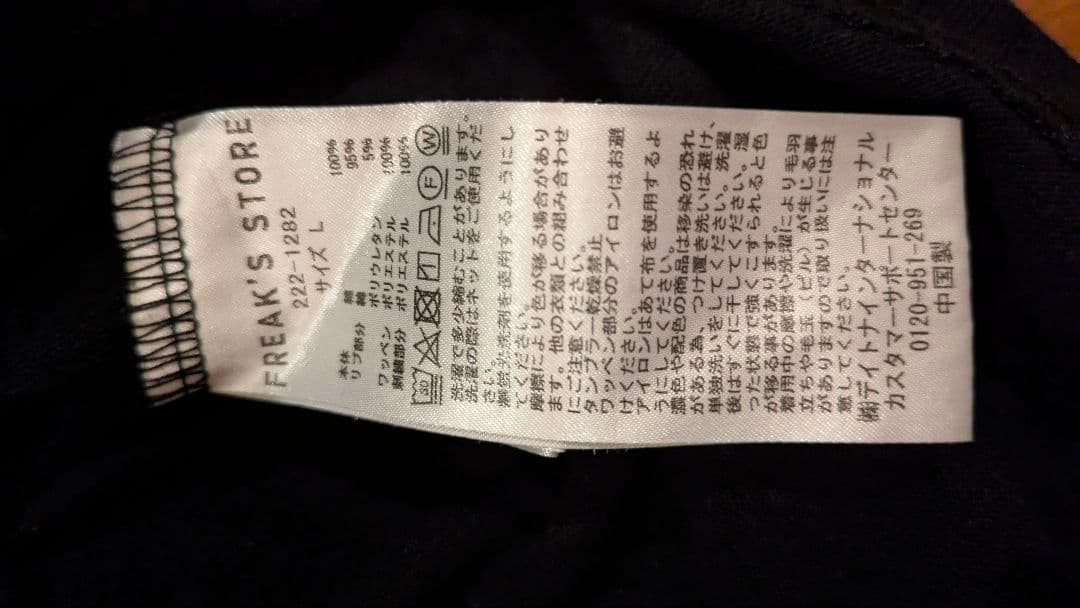 FREAK'S STORE
222-1282
サイズ L
本体 綿 100%
リブ部分 綿 95%
ポリウレタン 5%
ワッペン ポリエステル 100%
刺繍部分 ポリエステル 100%
F W
洗濯で多少縮むことがあります。
洗濯の際はネットをご使用くだ
さい。
無蛍光洗剤を使用するようにし
てください。
摩擦により色が移る場合があり
ます。他の衣類との組み合わせ
にご注意ください。
タンブラー乾燥禁止
ワッペン部分のアイロンはお避
けください。
アイロンはあて布を使用するよ
うにしてください。
濃色や配色の商品は移染の恐れ
がある為、つけ置き洗いは避け、
単独洗いをしてください。洗濯
後はすぐに干してください。湿
った状態で強くこすられると色
が移る事があります。
着用中の摩擦や洗濯により毛羽
立ちや毛玉(ピル)が生じる事
がありますので取り扱いには注
意してください。
㈱デイトナインターナショナル
カスタマーサポートセンター
0120-951-269
中国製